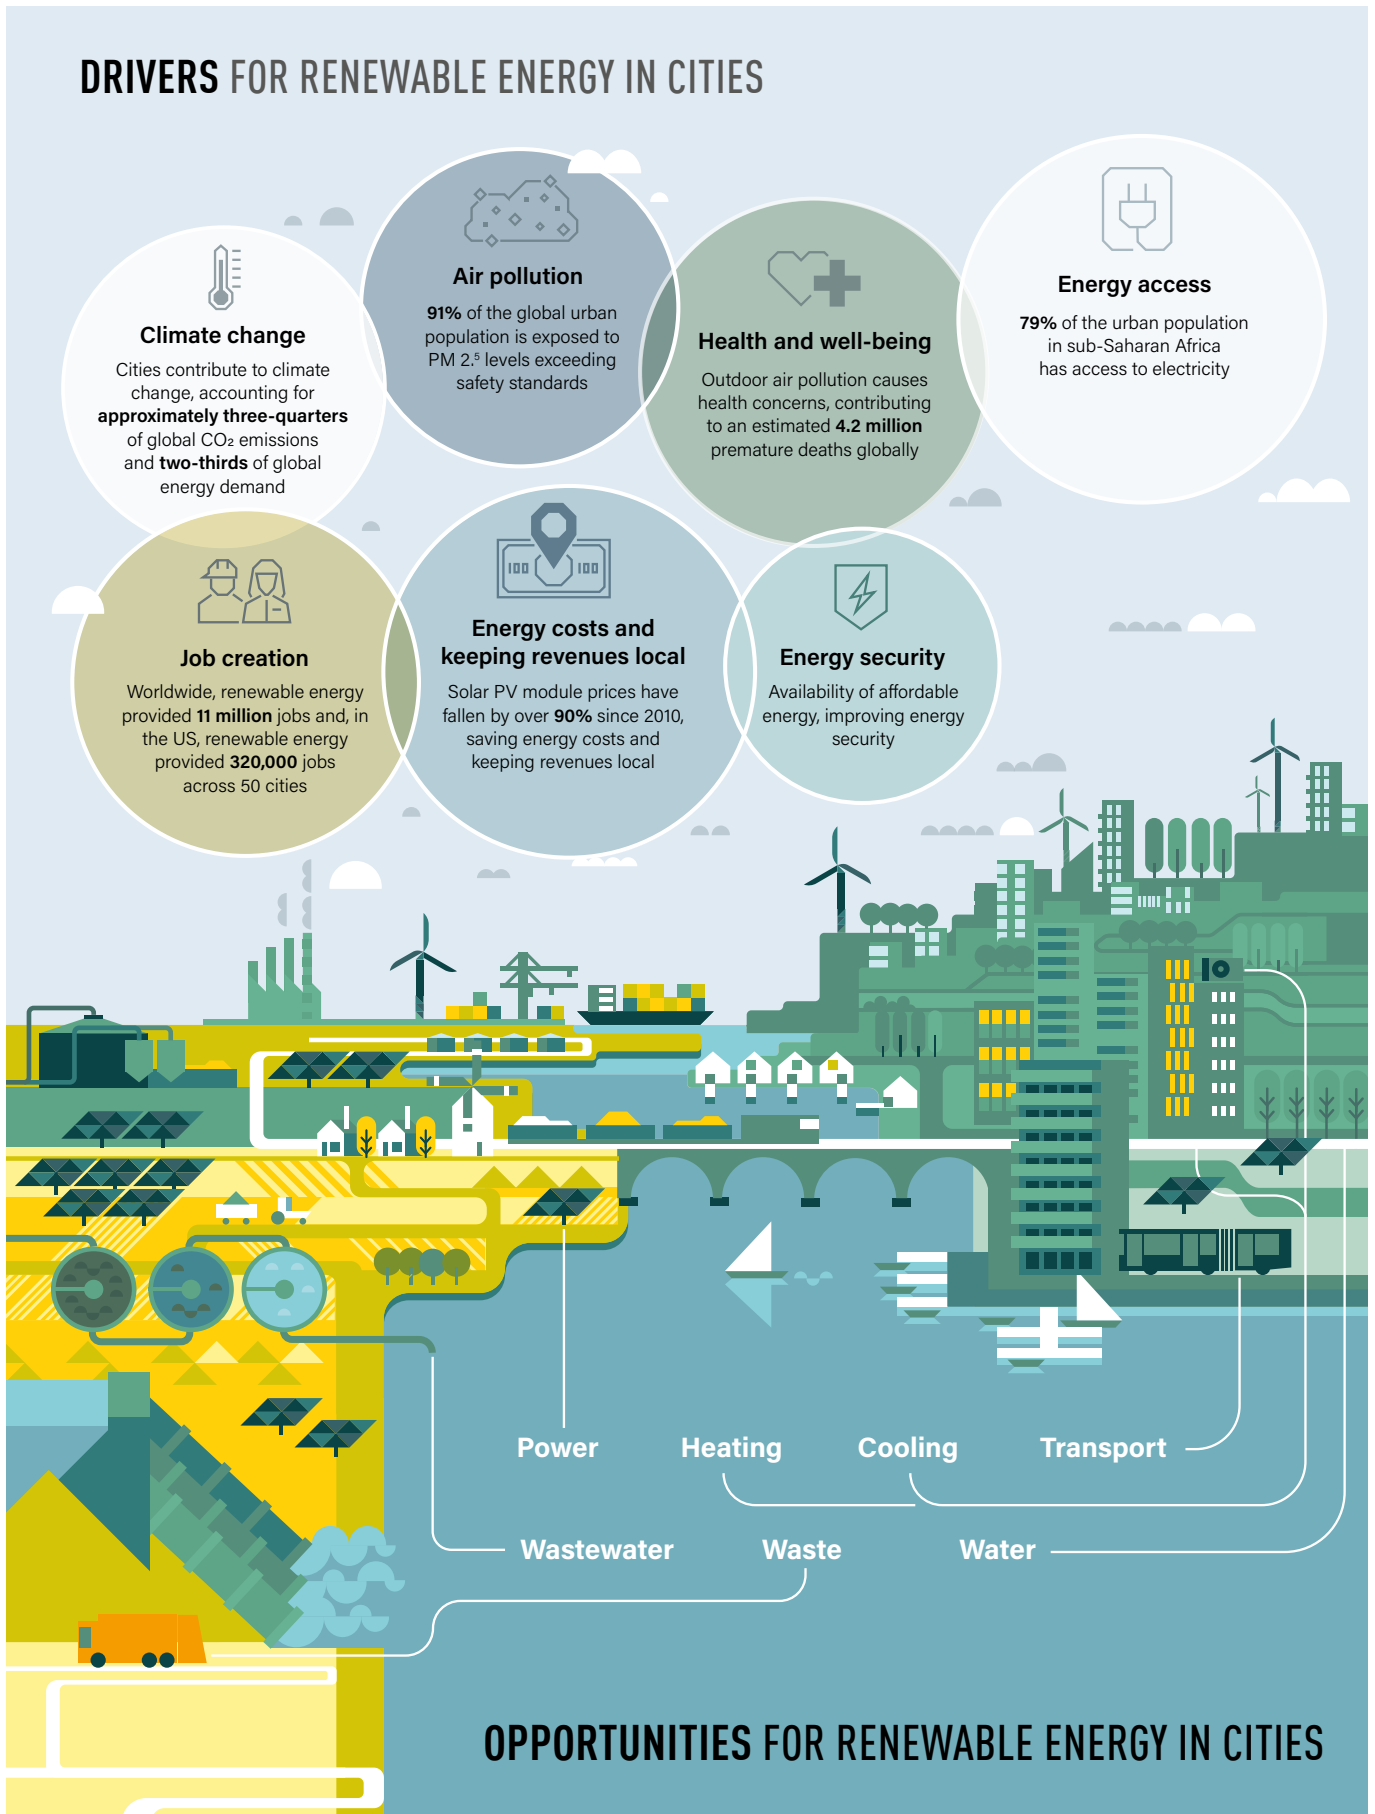 DRIVERS FOR RENEWABLE ENERGY IN CITIES
Climate change
Cities contribute to climate
change, accounting for
approximately three-quarters
of global CO₂ emissions
and two-thirds of global
energy demand
Air pollution
91% of the global urban
population is exposed to
PM 2.⁵ levels exceeding
safety standards
Health and well-being
Outdoor air pollution causes
health concerns, contributing
to an estimated 4.2 million
premature deaths globally
Energy access
79% of the urban population
in sub-Saharan Africa
has access to electricity
Job creation
Worldwide, renewable energy
provided 11 million jobs and, in
the US, renewable energy
provided 320,000 jobs
across 50 cities
100 100
Energy costs and
keeping revenues local
Solar PV module prices have
fallen by over 90% since 2010,
saving energy costs and
keeping revenues local
Energy security
Availability of affordable
energy, improving energy
security
Power
Heating
Cooling
Transport
Wastewater
Waste
Water
OPPORTUNITIES FOR RENEWABLE ENERGY IN CITIES